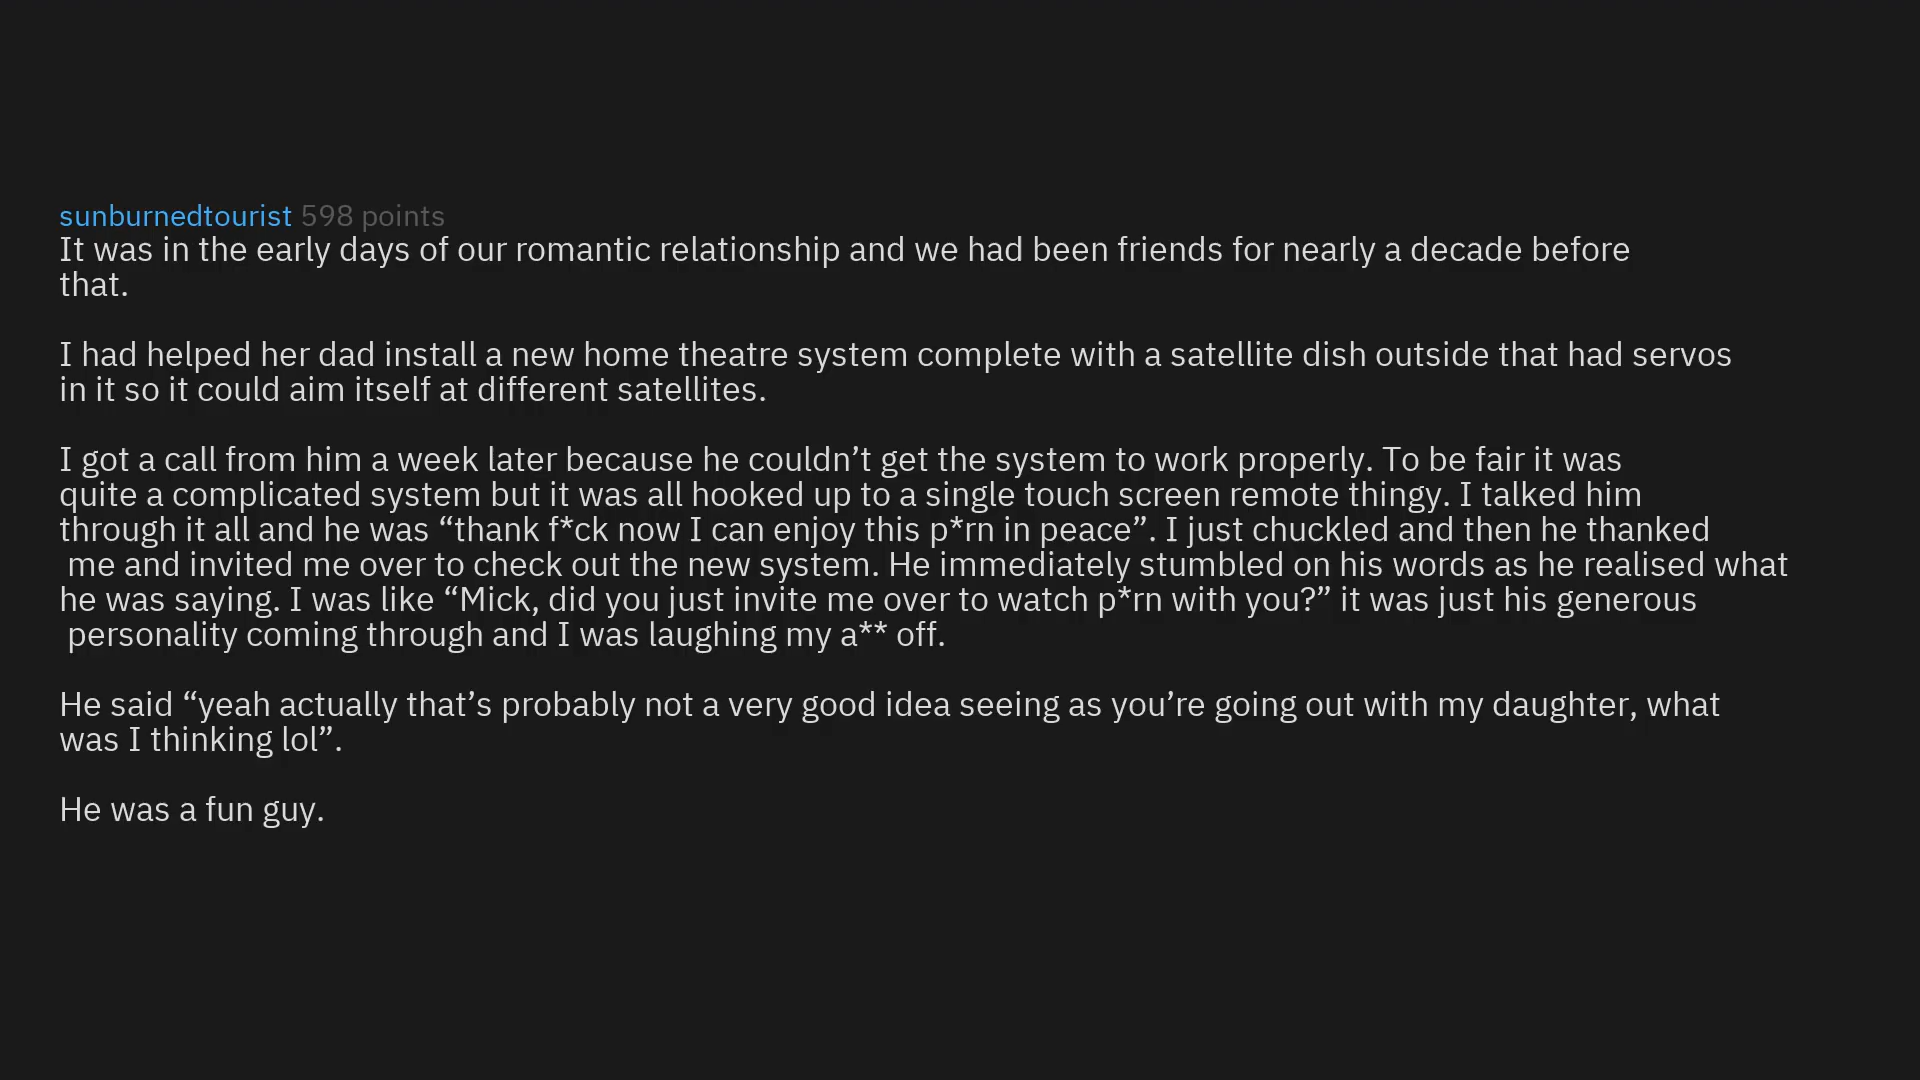 sunburnedtourist 598 points
It was in the early days of our romantic relationship and we had been friends for nearly a decade before
that.
I had helped her dad install a new home theatre system complete with a satellite dish outside that had servos
in it so it could aim itself at different satellites.
I got a call from him a week later because he couldn’t get the system to work properly. To be fair it was
quite a complicated system but it was all hooked up to a single touch screen remote thingy. I talked him
through it all and he was “thank f*ck now I can enjoy this p*rn in peace”. I just chuckled and then he thanked
me and invited me over to check out the new system. He immediately stumbled on his words as he realised what
he was saying. I was like “Mick, did you just invite me over to watch p*rn with you?” it was just his generous
personality coming through and I was laughing my a** off.
He said “yeah actually that’s probably not a very good idea seeing as you’re going out with my daughter, what
was I thinking lol”.
He was a fun guy.